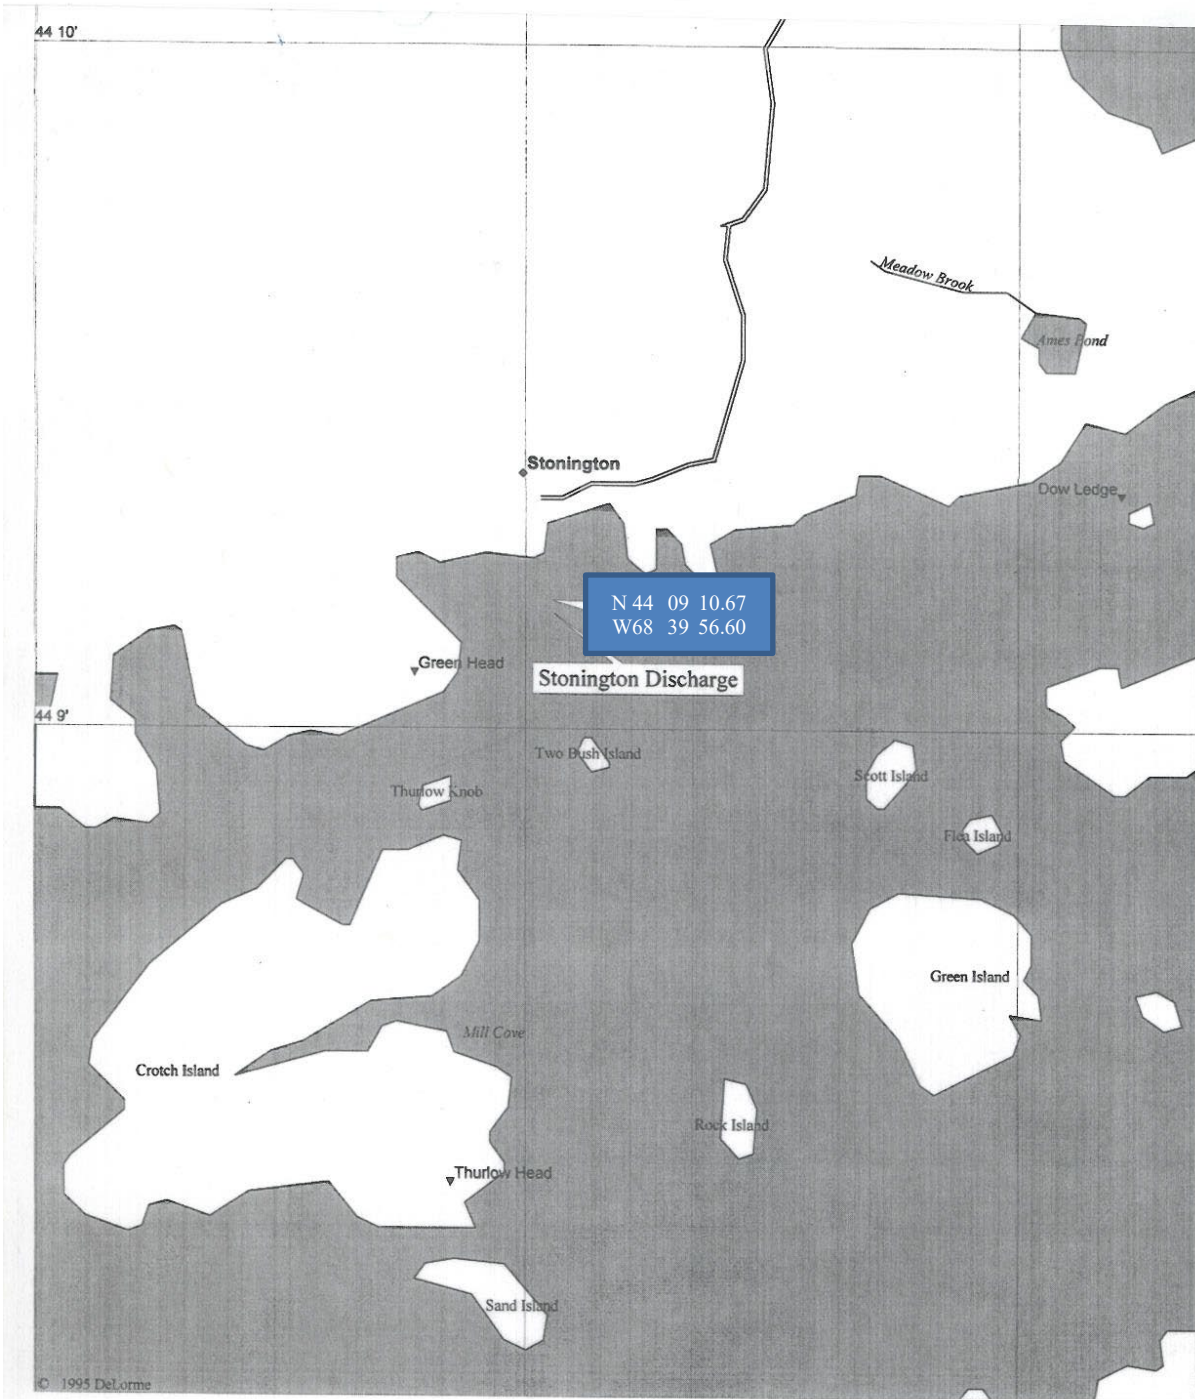 44 10'
Meadow Brook
Ames Pond
Stonington
Dow Ledge
N 44 09 10.67
W68 39 56.60
Green Head
Stonington Discharge
44 9'
Two Bush Island
Scott Island
Thurlow Knob
Flea Island
Green Island
Mill Cove
Crotch Island
Rock Island
Thurlow Head
Sand Island
© 1995 DeLorme